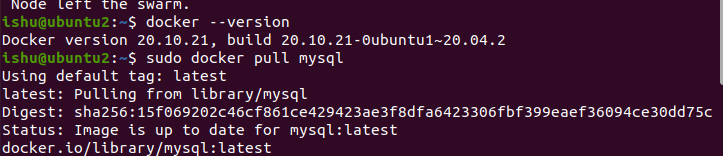 Node left the swarm.
ishu@ubuntu2:~$ docker --version
Docker version 20.10.21, build 20.10.21-0ubuntu1~20.04.2
ishu@ubuntu2:~$ sudo docker pull mysql
Using default tag: latest
latest: Pulling from library/mysql
Digest: sha256:15f069202c46cf861ce429423ae3f8dfa6423306fbf399eaef36094ce30dd75c
Status: Image is up to date for mysql:latest
docker.io/library/mysql:latest